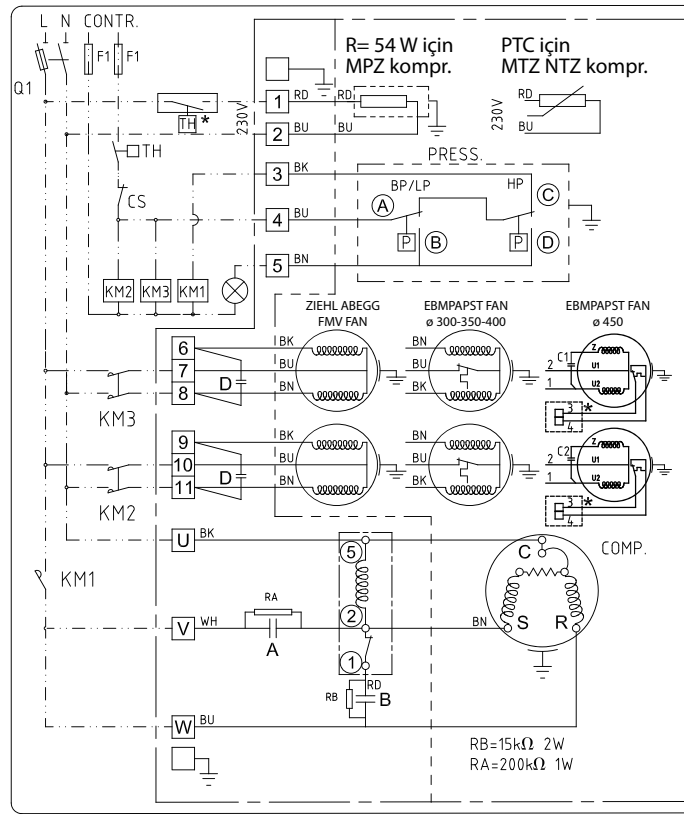 L N CONTR.
F1 F1
Q1
R= 54 W için
MPZ kompr.
PTC için
MTZ NTZ kompr.
TH *
230V
1 RD RD
2 BU BU
230V
RD
BU
TH
CS
PRESS.
3 BK
BP/LP HP
A C
4 BU
P B P D
5 BN
KM2 KM3 KM1
ZIEHL ABEGG
FMV FAN
EBMPAPST FAN
ø 300-350-400
EBMPAPST FAN
ø 450
6 BK BN
7 BU BU
8 BN BK
D
KM3
C1 Z
2 U1
1 U2
3 *
4
9 BK BN
10 BU BU
11 BN BK
D
KM2
C2 Z
2 U1
1 U2
3 *
4
U BK
5
C
COMP.
KM1
RA
V WH
A
2
BN
S R
1
RB RD
B
W BU
RB=15kΩ 2W
RA=200kΩ 1W